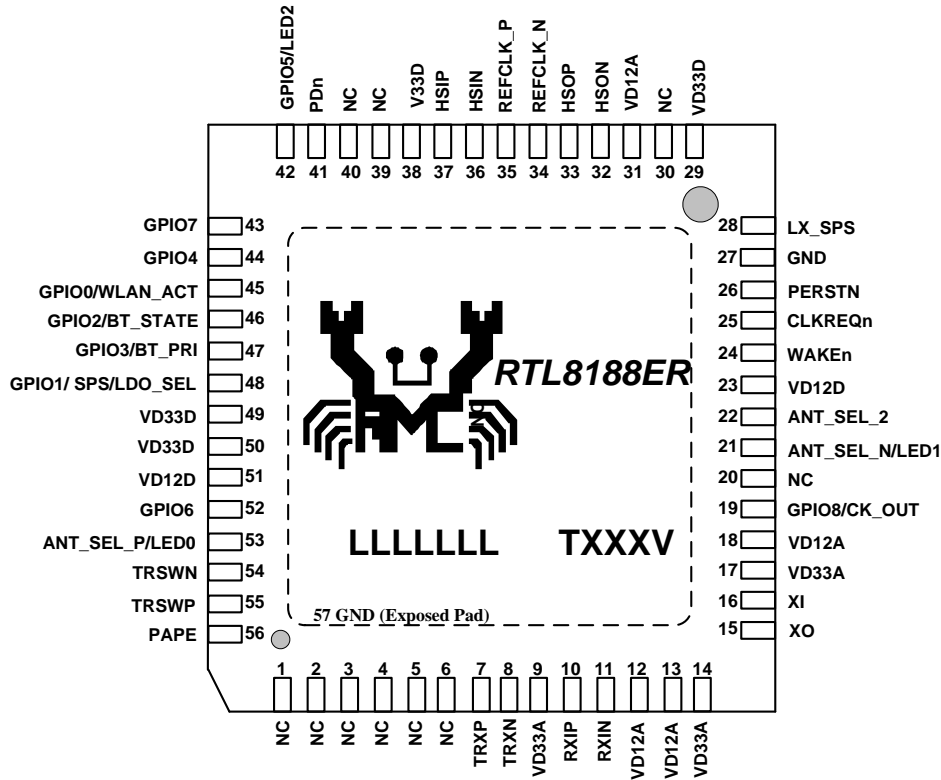 GPIO5/LED2
PDn
NC
NC
V33D
HSIP
HSIN
REFCLK_P
REFCLK_N
HSOP
HSON
VD12A
NC
VD33D
42 41 40 39 38 37 36 35 34 33 32 31 30 29
GPIO7 43
GPIO4 44
GPIO0/WLAN_ACT 45
GPIO2/BT_STATE 46
GPIO3/BT_PRI 47
GPIO1/ SPS/LDO_SEL 48
VD33D 49
VD33D 50
VD12D 51
GPIO6 52
ANT_SEL_P/LED0 53
TRSWN 54
TRSWP 55
PAPE 56
RTL8188ER
LLLLLLL TXXXV
57 GND (Exposed Pad)
28 LX_SPS
27 GND
26 PERSTN
25 CLKREQn
24 WAKEn
23 VD12D
22 ANT_SEL_2
21 ANT_SEL_N/LED1
20 NC
19 GPIO8/CK_OUT
18 VD12A
17 VD33A
16 XI
15 XO
1 2 3 4 5 6 7 8 9 10 11 12 13 14
NC
NC
NC
NC
NC
NC
TRXP
TRXN
VD33A
RXIP
RXIN
VD12A
VD12A
VD33A